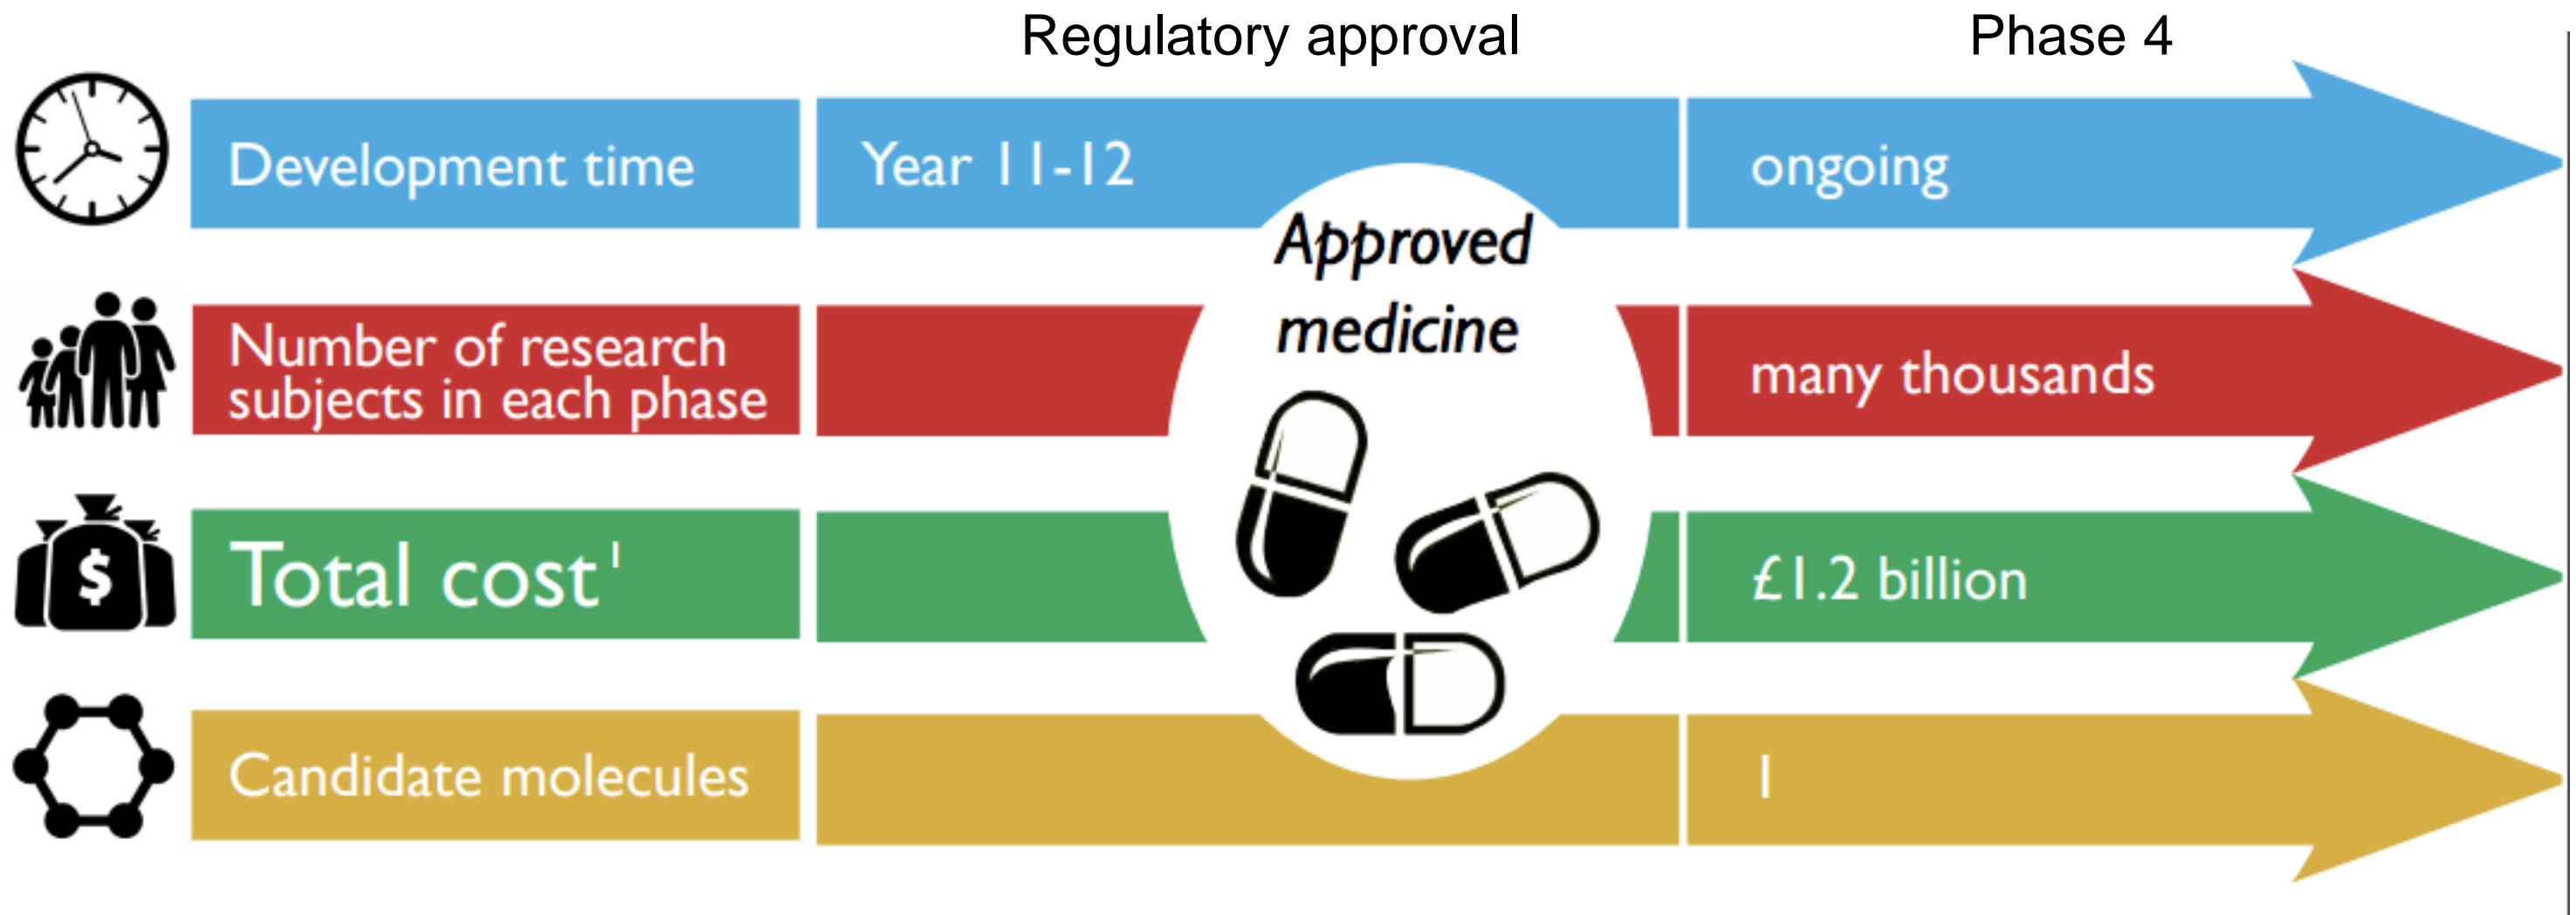 Regulatory approval
Phase 4
Development time
Year 11-12
ongoing
Approved
medicine
Number of research
subjects in each phase
many thousands
$
Total cost¹
£1.2 billion
Candidate molecules
1